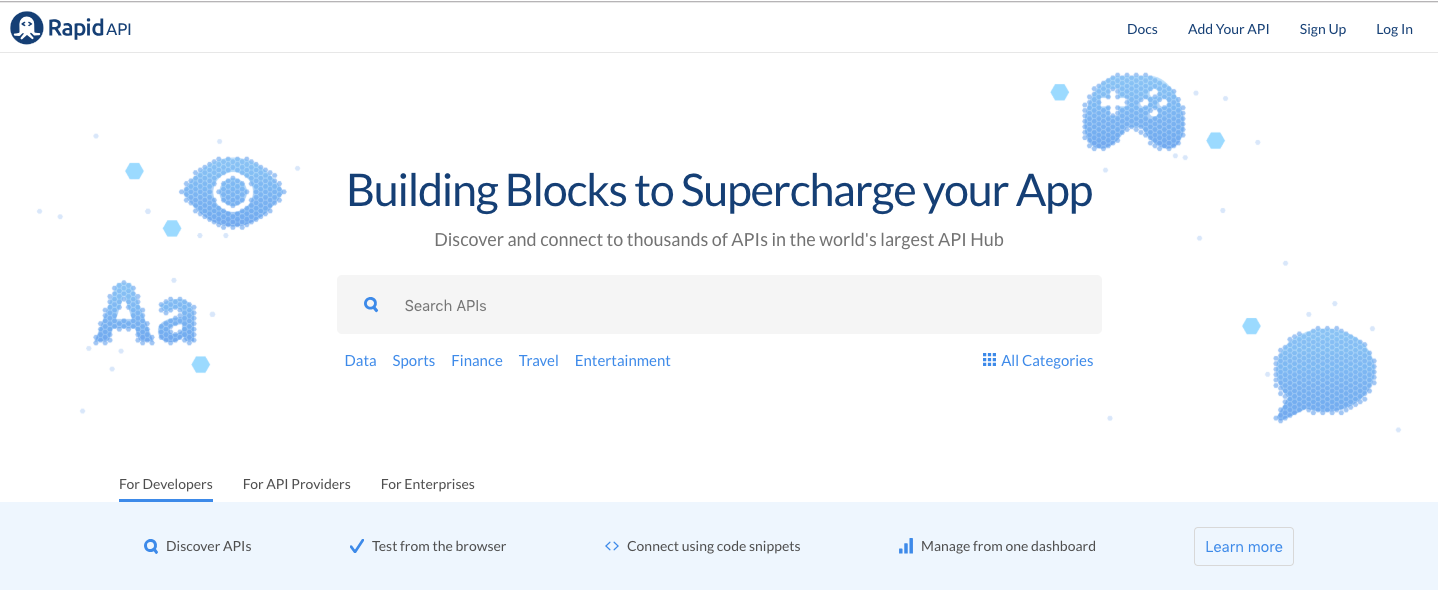 Rapid API
Docs Add Your API Sign Up Log In
Building Blocks to Supercharge your App
Discover and connect to thousands of APIs in the world's largest API Hub
Aa
Search APIs
Data Sports Finance Travel Entertainment All Categories
For Developers For API Providers For Enterprises
Discover APIs Test from the browser <> Connect using code snippets Manage from one dashboard Learn more